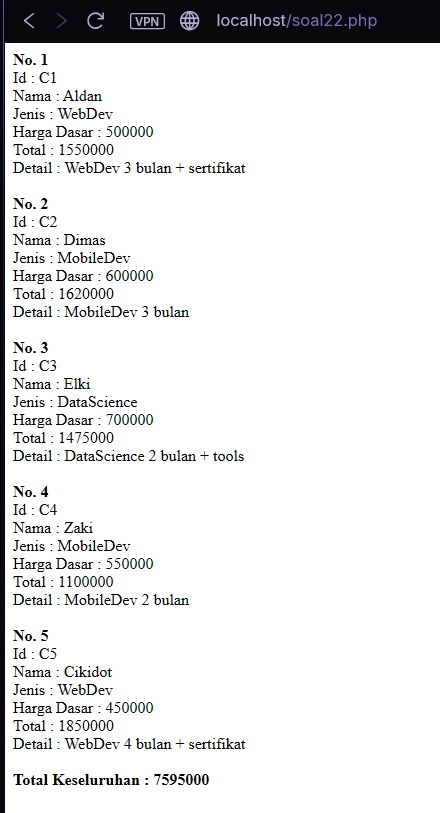 VPN localhost/soal22.php
No. 1
Id : C1
Nama : Aldan
Jenis : WebDev
Harga Dasar : 500000
Total : 1550000
Detail : WebDev 3 bulan + sertifikat
No. 2
Id : C2
Nama : Dimas
Jenis : MobileDev
Harga Dasar : 600000
Total : 1620000
Detail : MobileDev 3 bulan
No. 3
Id : C3
Nama : Elki
Jenis : DataScience
Harga Dasar : 700000
Total : 1475000
Detail : DataScience 2 bulan + tools
No. 4
Id : C4
Nama : Zaki
Jenis : MobileDev
Harga Dasar : 550000
Total : 1100000
Detail : MobileDev 2 bulan
No. 5
Id : C5
Nama : Cikidot
Jenis : WebDev
Harga Dasar : 450000
Total : 1850000
Detail : WebDev 4 bulan + sertifikat
Total Keseluruhan : 7595000